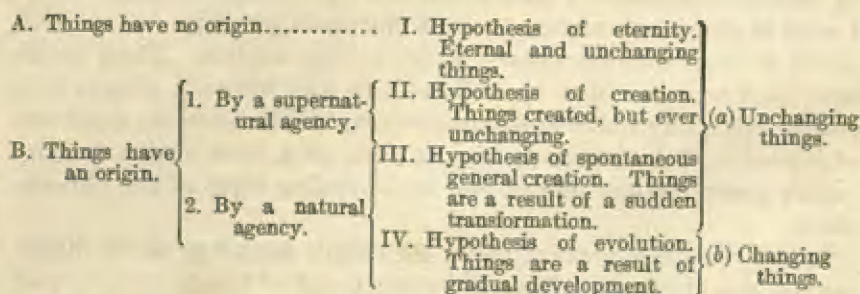 A. Things have no origin............ I. Hypothesis of eternity.
Eternal and unchanging
things.
B. Things have
an origin.
1. By a supernat-
ural agency.
II. Hypothesis of creation.
Things created, but ever
unchanging.
2. By a natural
agency.
III. Hypothesis of spontaneous
general creation. Things
are a result of a sudden
transformation.
IV. Hypothesis of evolution.
Things are a result of
gradual development.
(a) Unchanging
things.
(b) Changing
things.